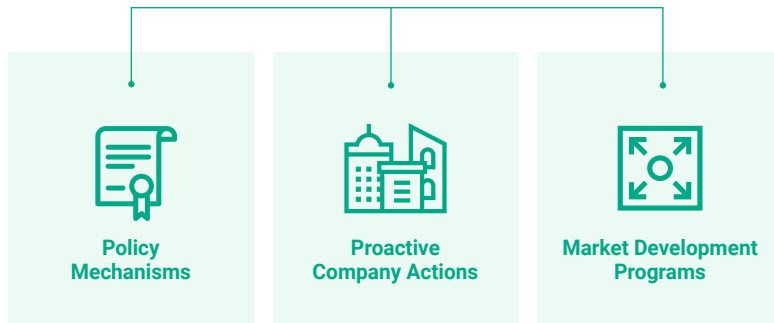 Policy
Mechanisms
Proactive
Company Actions
Market Development
Programs